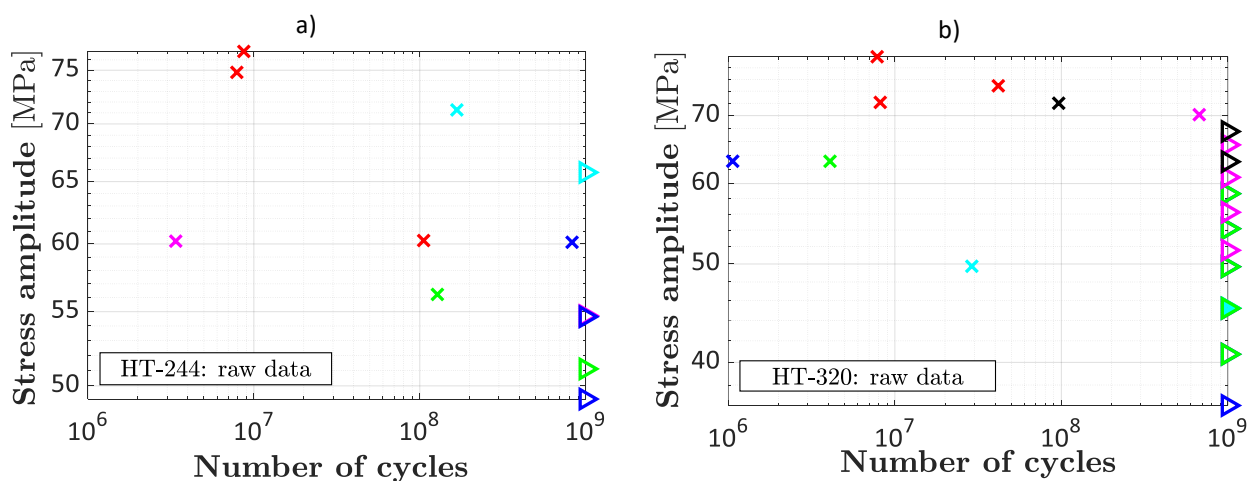 a)
Stress amplitude [MPa]
75
70
65
60
55
50
HT-244: raw data
10^6
10^7
10^8
10^9
Number of cycles
b)
Stress amplitude [MPa]
70
60
50
40
HT-320: raw data
10^6
10^7
10^8
10^9
Number of cycles